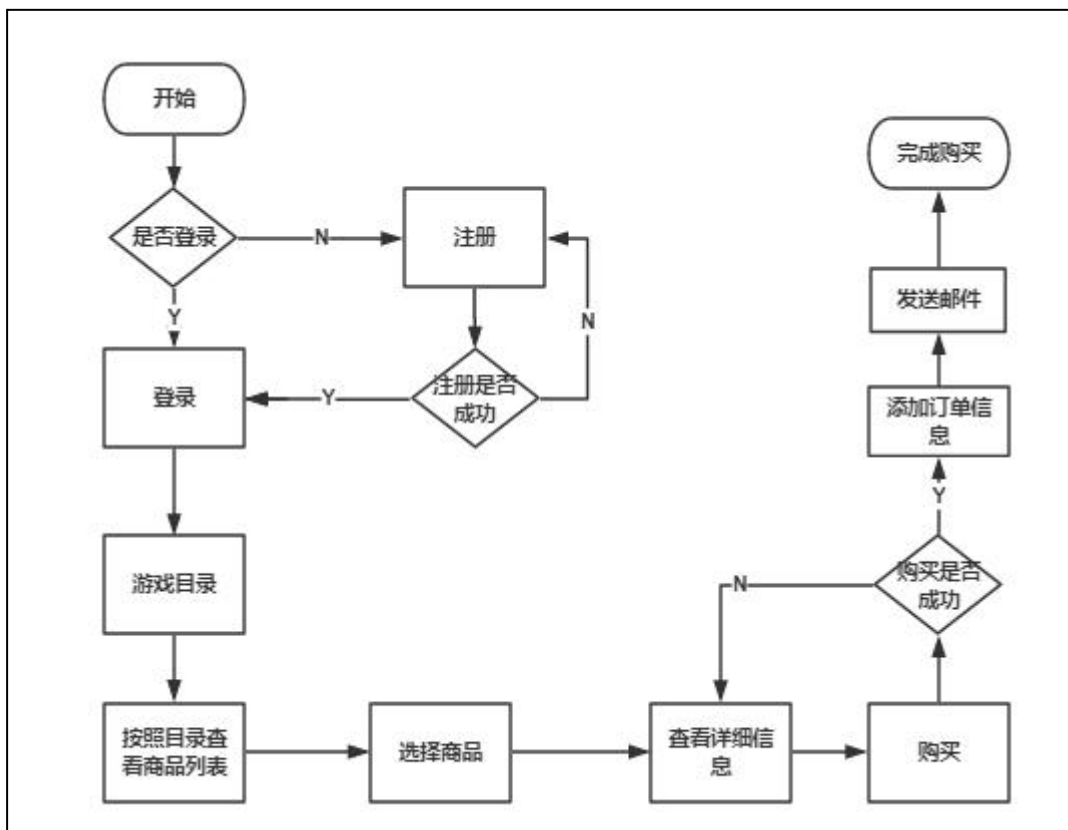 开始
是否登录
N
注册
Y
N
登录
Y
注册是否
成功
游戏目录
按照目录查
看商品列表
选择商品
查看详细信息
息
购买
N
购买是否
成功
Y
添加订单信
息
发送邮件
完成购买